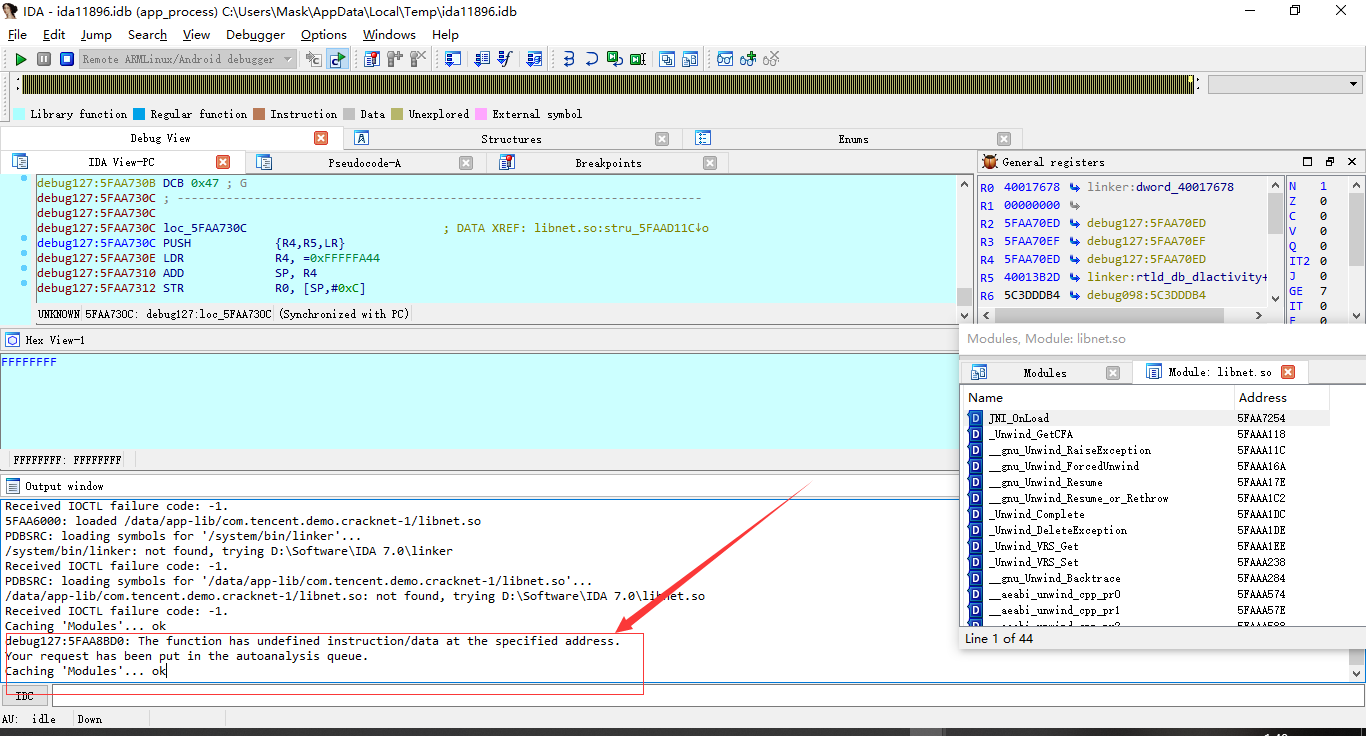 IDA - ida11896.idb (app_process) C:\Users\Mask\AppData\Local\Temp\ida11896.idb
File Edit Jump Search View Debugger Options Windows Help
Remote ARMLinux/Android debugger
Library function Regular function Instruction Data Unexplored External symbol
Debug View Structures Enums
IDA View-PC Pseudocode-A Breakpoints
debug127:5FAA730B DCB 0x47 ; G
debug127:5FAA730C ; ---------------------------------------------------------------------------
debug127:5FAA730C
debug127:5FAA730C loc_5FAA730C ; DATA XREF: libnet.so:stru_5FAAD11C↓o
debug127:5FAA730C PUSH {R4,R5,LR}
debug127:5FAA730E LDR R4, =0xFFFFFA44
debug127:5FAA7310 ADD SP, R4
debug127:5FAA7312 STR R0, [SP,#0xC]
UNKNOWN 5FAA730C: debug127:loc_5FAA730C (Synchronized with PC)
General registers
R0 40017678 linker:dword_40017678
R1 00000000
R2 5FAA70ED debug127:5FAA70ED
R3 5FAA70EF debug127:5FAA70EF
R4 5FAA70ED debug127:5FAA70ED
R5 40013B2D linker:rtld_db_dlactivity+
R6 5C3DDDB4 debug098:5C3DDDB4
N 1
Z 0
C 0
V 0
Q 0
IT2 0
J 0
GE 7
IT 0
Hex View-1
FFFFFFFF
FFFFFFFF: FFFFFFFF
Output window
Received IOCTL failure code: -1.
5FAA6000: loaded /data/app-lib/com.tencent.demo.cracknet-1/libnet.so
PDBSRC: loading symbols for '/system/bin/linker'...
/system/bin/linker: not found, trying D:\Software\IDA 7.0\linker
Received IOCTL failure code: -1.
PDBSRC: loading symbols for '/data/app-lib/com.tencent.demo.cracknet-1/libnet.so'...
/data/app-lib/com.tencent.demo.cracknet-1/libnet.so: not found, trying D:\Software\IDA 7.0\libnet.so
Received IOCTL failure code: -1.
Caching 'Modules'... ok
debug127:5FAA8BD0: The function has undefined instruction/data at the specified address.
Your request has been put in the autoanalysis queue.
Caching 'Modules'... ok
IDC
AU: idle Down
Modules, Module: libnet.so
Modules Module: libnet.so
Name Address
JNI_OnLoad 5FAA7254
_Unwind_GetCFA 5FAAA118
__gnu_Unwind_RaiseException 5FAAA11C
__gnu_Unwind_ForcedUnwind 5FAAA16A
__gnu_Unwind_Resume 5FAAA17E
__gnu_Unwind_Resume_or_Rethrow 5FAAA1C2
_Unwind_Complete 5FAAA1DC
_Unwind_DeleteException 5FAAA1DE
_Unwind_VRS_Get 5FAAA1EE
_Unwind_VRS_Set 5FAAA238
__gnu_Unwind_Backtrace 5FAAA284
__aeabi_unwind_cpp_pr0 5FAAA574
__aeabi_unwind_cpp_pr1 5FAAA57E
Line 1 of 44